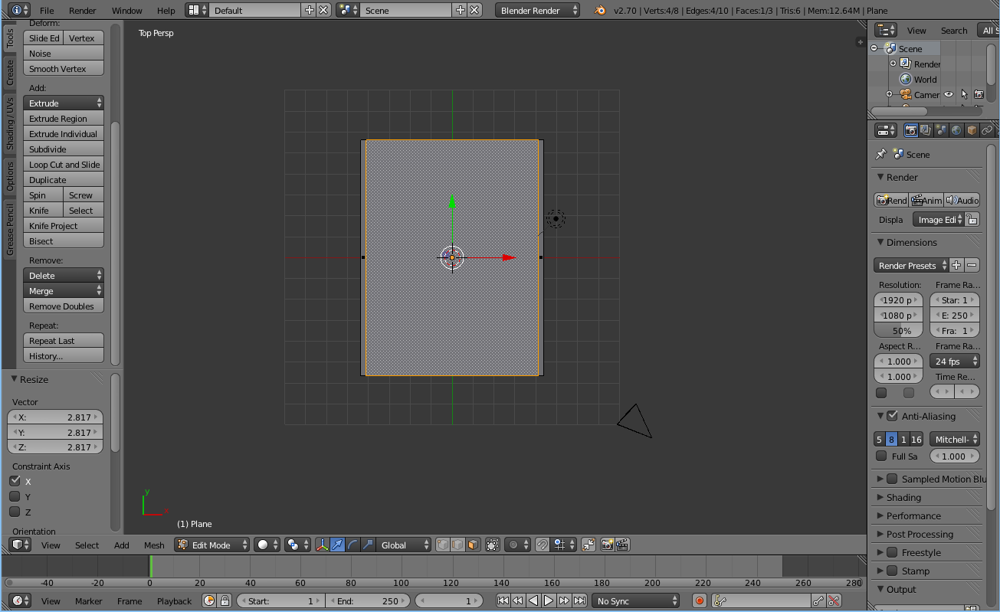 File Render Window Help Default Scene Blender Render v2.70 | Verts:4/8 | Edges:4/10 | Faces:1/3 | Tris:6 | Mem:12.64M | Plane
Tools
Create
Shading / UVs
Options
Grease Pencil
Deform:
Slide Ed Vertex
Noise
Smooth Vertex
Add:
Extrude
Extrude Region
Extrude Individual
Subdivide
Loop Cut and Slide
Duplicate
Spin Screw
Knife Select
Knife Project
Bisect
Remove:
Delete
Merge
Remove Doubles
Repeat:
Repeat Last
History...
Resize
Vector
X: 2.817
Y: 2.817
Z: 2.817
Constraint Axis
X
Y
Z
Orientation
Top Persp
y
x
(1) Plane
View Select Add Mesh Edit Mode Global
-40 -20 0 20 40 60 80 100 120 140 160 180 200 220 240 260 280
View Marker Frame Playback Start: 1 End: 250 1 No Sync
View Search All S
Scene
Render
World
Camer
Scene
Render
Rend Anim Audio
Displa Image Edi
Dimensions
Render Presets
Resolution: Frame Ra...
1920 p Star: 1
1080 p E: 250
50% Fra: 1
Aspect R... Frame Ra...
1.000 24 fps
1.000 Time Re...
Anti-Aliasing
5 8 1 16 Mitchell-
Full Sa 1.000
Sampled Motion Blu
Shading
Performance
Post Processing
Freestyle
Stamp
Output